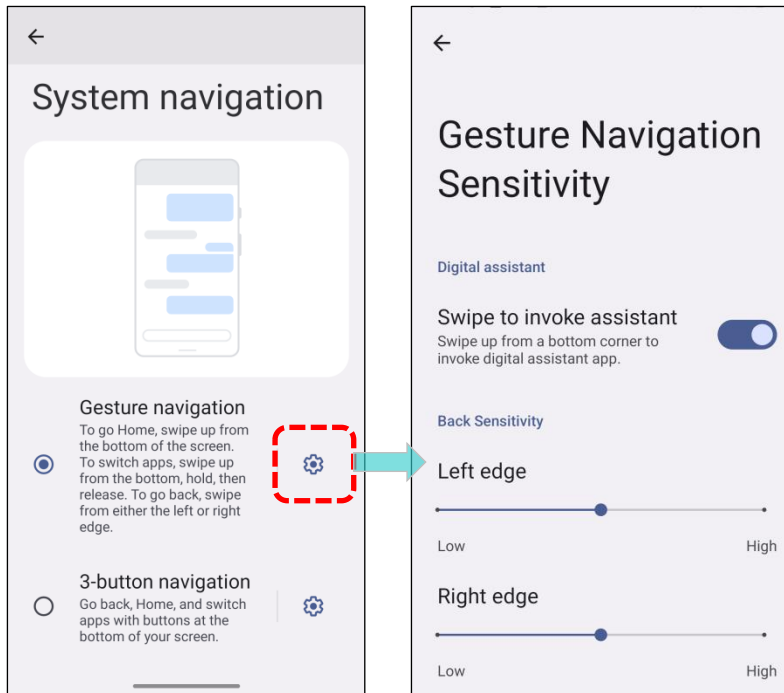 System navigation
Gesture navigation
To go Home, swipe up from
the bottom of the screen.
To switch apps, swipe up
from the bottom, hold, then
release. To go back, swipe
from either the left or right
edge.
3-button navigation
Go back, Home, and switch
apps with buttons at the
bottom of your screen.
Gesture Navigation
Sensitivity
Digital assistant
Swipe to invoke assistant
Swipe up from a bottom corner to
invoke digital assistant app.
Back Sensitivity
Left edge
Low High
Right edge
Low High